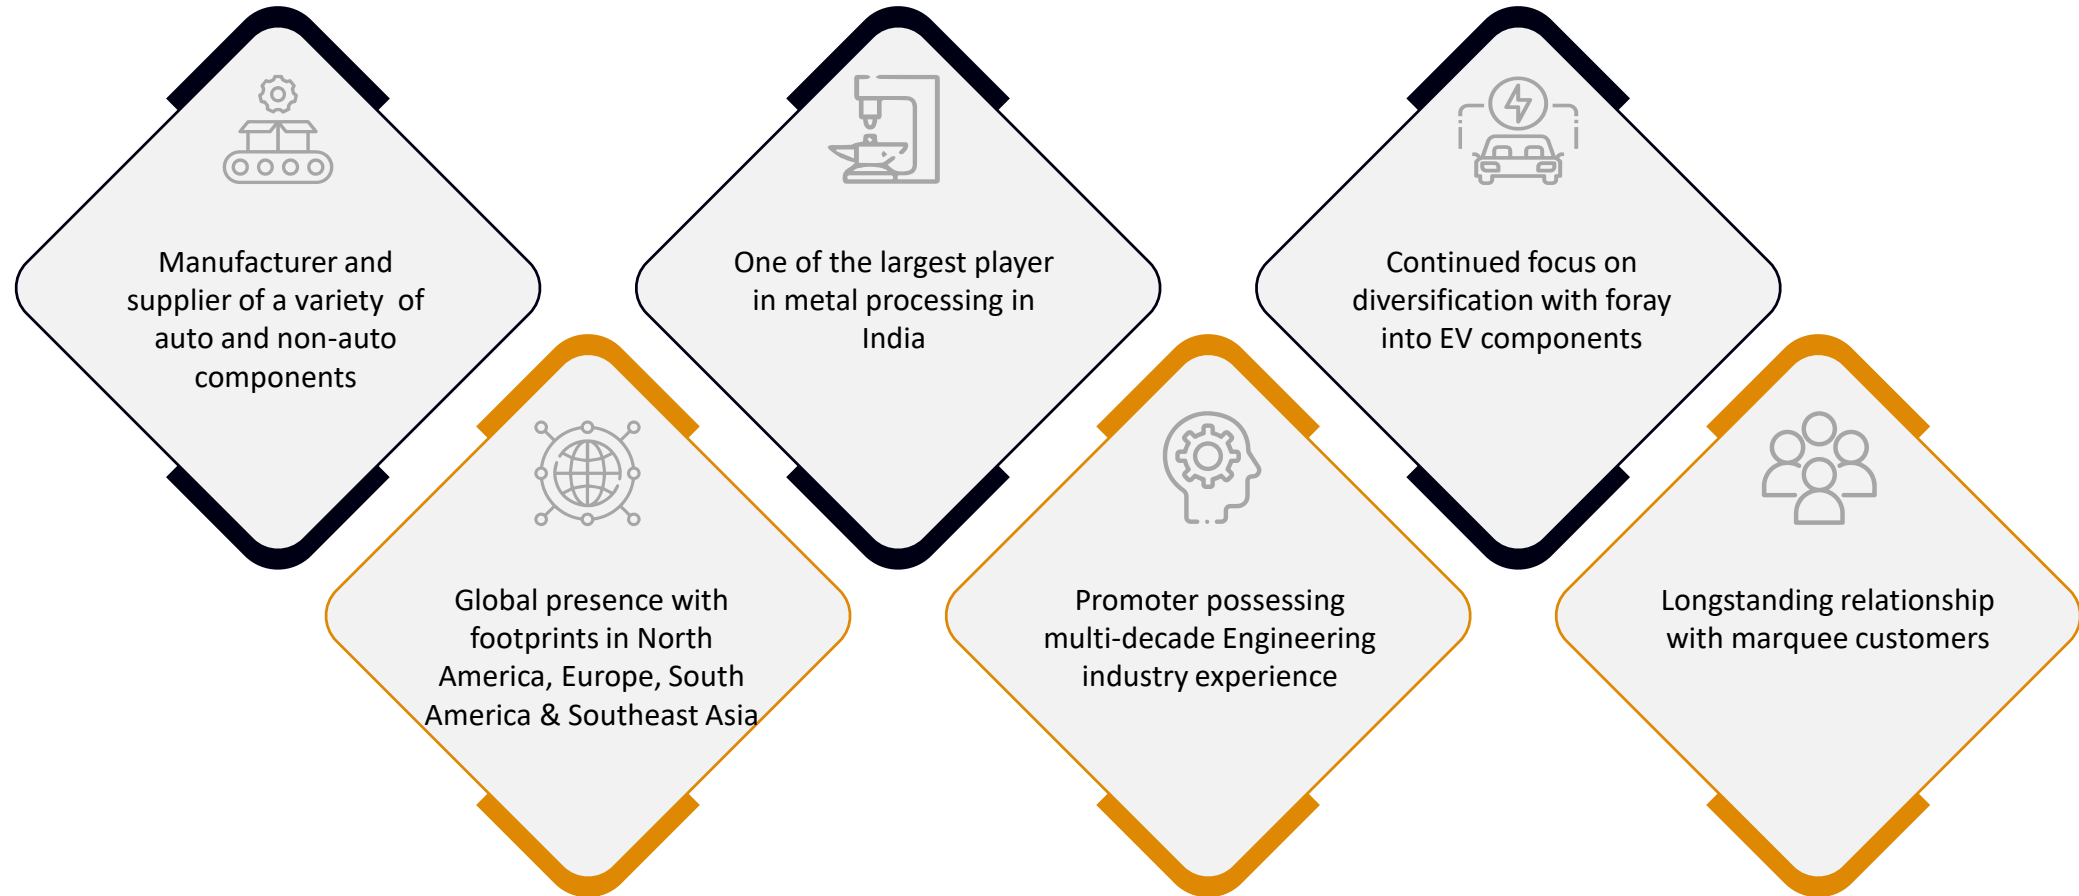 Manufacturer and
supplier of a variety  of
auto and non-auto
components
Global presence with
footprints in North
America, Europe, South
America & Southeast Asia
One of the largest player
in metal processing in
India
Promoter possessing
multi-decade Engineering
industry experience
Continued focus on
diversification with foray
into EV components
Longstanding relationship
with marquee customers